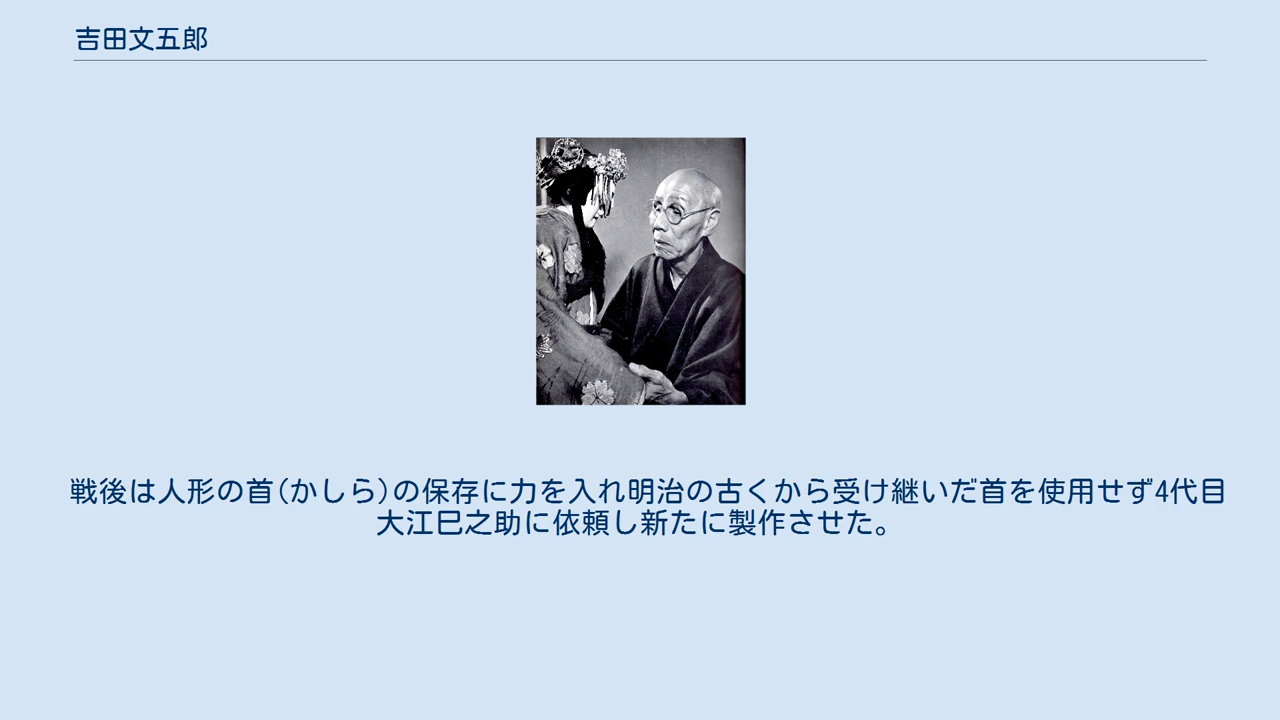 吉田文五郎
戦後は人形の首(かしら)の保存に力を入れ明治の古くから受け継いだ首を使用せず4代目
大江巳之助に依頼し新たに製作させた。